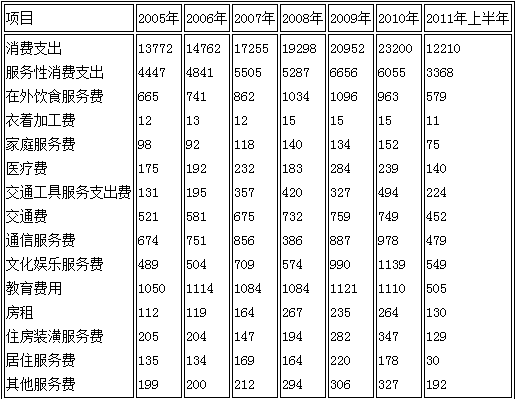 项目 2005年 2006年 2007年 2008年 2009年 2010年 2011年上半年
消费支出 13772 14762 17255 19298 20952 23200 12210
服务性消费支出 4447 4841 5505 5287 6656 6055 3368
在外饮食服务费 665 741 862 1034 1096 963 579
衣着加工费 12 13 12 15 15 15 11
家庭服务费 98 92 118 140 134 152 75
医疗费 175 192 232 183 284 239 140
交通工具服务支出费 131 195 357 420 327 494 224
交通费 521 581 675 732 759 749 452
通信服务费 674 751 856 386 887 978 479
文化娱乐服务费 489 504 709 574 990 1139 549
教育费用 1050 1114 1084 1084 1121 1110 505
房租 112 119 164 267 235 264 130
住房装潢服务费 205 204 147 194 282 347 129
居住服务费 135 134 169 164 220 178 30
其他服务费 199 200 212 294 306 327 192